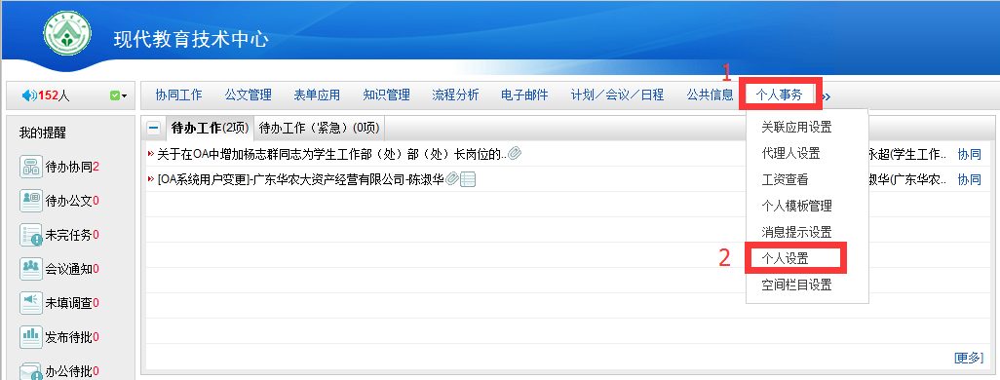 现代教育技术中心
1
152人
协同工作 公文管理 表单应用 知识管理 流程分析 电子邮件 计划/会议/日程 公共信息 个人事务 »
我的提醒
待办协同2
待办公文0
未完任务0
会议通知0
未填调查0
发布待批0
办公待批0
待办工作(2项) 待办工作（紧急）(0项)
关于在OA中增加杨志群同志为学生工作部（处）部（处）长岗位的.. 永超(学生工作.. 协同
[OA系统用户变更]-广东华农大资产经营有限公司-陈淑华 淑华(广东华农.. 协同
关联应用设置
代理人设置
工资查看
个人模板管理
消息提示设置
2 个人设置
空间栏目设置
[更多]